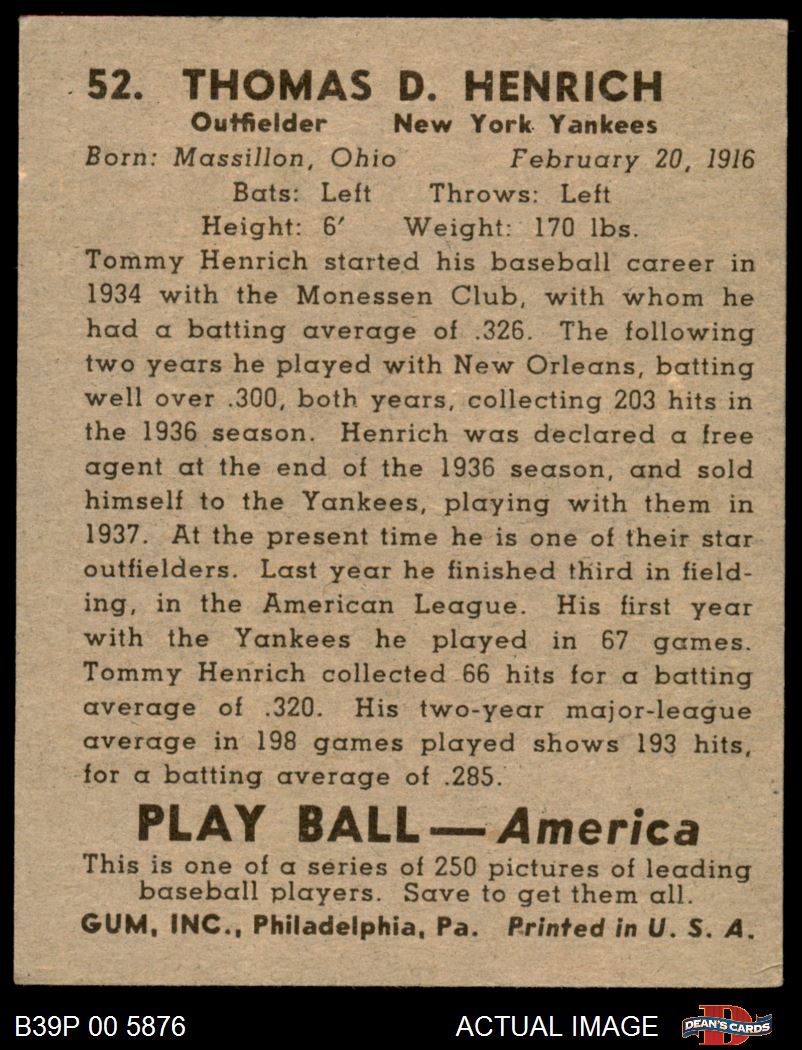 52. THOMAS D. HENRICH
Outfielder New York Yankees
Born: Massillon, Ohio February 20, 1916
Bats: Left Throws: Left
Height: 6′ Weight: 170 lbs.
Tommy Henrich started his baseball career in
1934 with the Monessen Club, with whom he
had a batting average of .326. The following
two years he played with New Orleans, batting
well over .300, both years, collecting 203 hits in
the 1936 season. Henrich was declared a free
agent at the end of the 1936 season, and sold
himself to the Yankees, playing with them in
1937. At the present time he is one of their star
outfielders. Last year he finished third in field-
ing, in the American League. His first year
with the Yankees he played in 67 games.
Tommy Henrich collected 66 hits for a batting
average of .320. His two-year major-league
average in 198 games played shows 193 hits,
for a batting average of .285.
PLAY BALL—America
This is one of a series of 250 pictures of leading
baseball players. Save to get them all.
GUM, INC., Philadelphia, Pa. Printed in U. S. A.
B39P 00 5876 ACTUAL IMAGE D DEAN'S CARDS